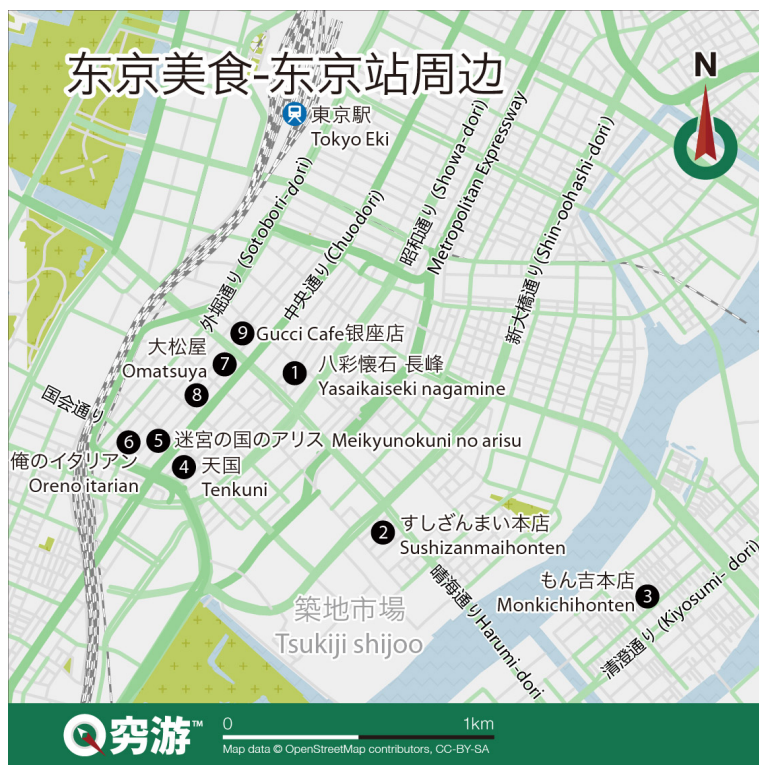 东京美食-东京站周边
N
東京駅
Tokyo Eki
外堀通り (Sotobori-dori)
中央通り (Chuodori)
昭和通り (Showa-dori)
Metropolitan Expressway
新大橋通り(Shin-oohashi-dori)
9 Gucci Cafe银座店
大松屋
Omatsuya
7
8
1 八彩懐石 長峰
Yasaikaiseki nagamine
国会通り
6
5 迷宮の国のアリス Meikyunokuni no arisu
俺のイタリアン
Oreno itarian
4 天国
Tenkuni
2 すしざんまい本店
Sushizanmaihonten
もん吉本店
Monkichihonten 3
晴海通りHarumi-dori
清澄通り (Kiyosumi- dori)
築地市場
Tsukiji shijoo
穷游™
0 1km
Map data © OpenStreetMap contributors, CC-BY-SA